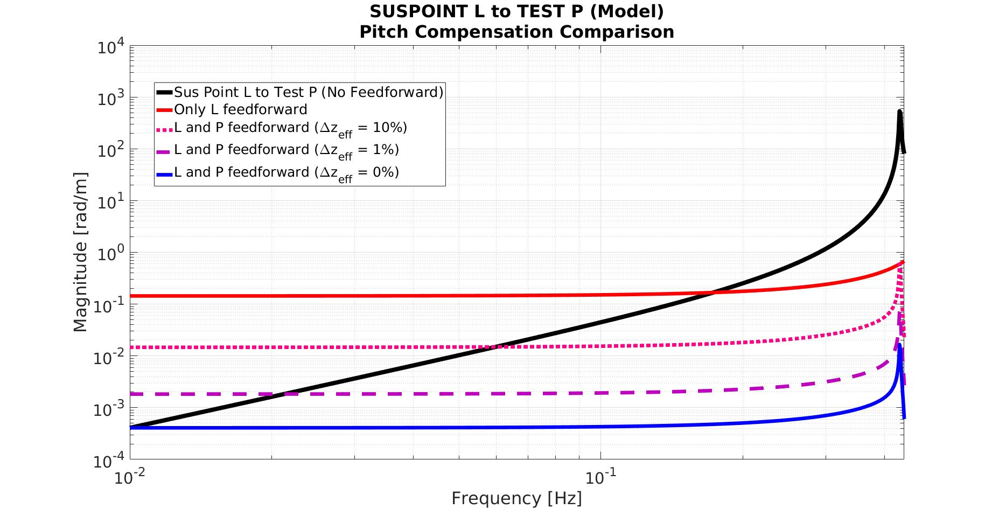 SUSPOINT L to TEST P (Model)
Pitch Compensation Comparison
10^4
10^3
10^2
10^1
10^0
10^-1
10^-2
10^-3
10^-4
Magnitude [rad/m]
Sus Point L to Test P (No Feedforward)
Only L feedforward
L and P feedforward (Δz_eff = 10%)
L and P feedforward (Δz_eff = 1%)
L and P feedforward (Δz_eff = 0%)
10^-2 10^-1
Frequency [Hz]